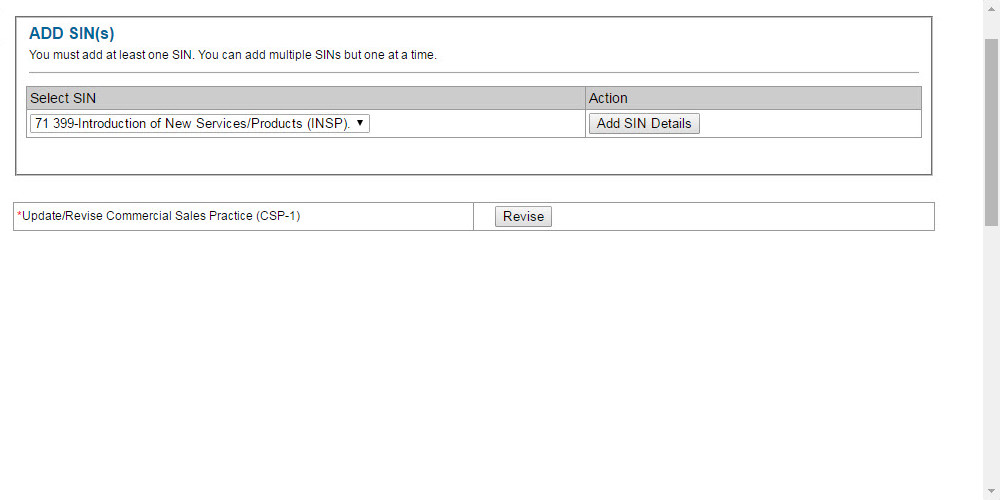 ADD SIN(s)
You must add at least one SIN. You can add multiple SINs but one at a time.
Select SIN Action
71 399-Introduction of New Services/Products (INSP). Add SIN Details
*Update/Revise Commercial Sales Practice (CSP-1) Revise